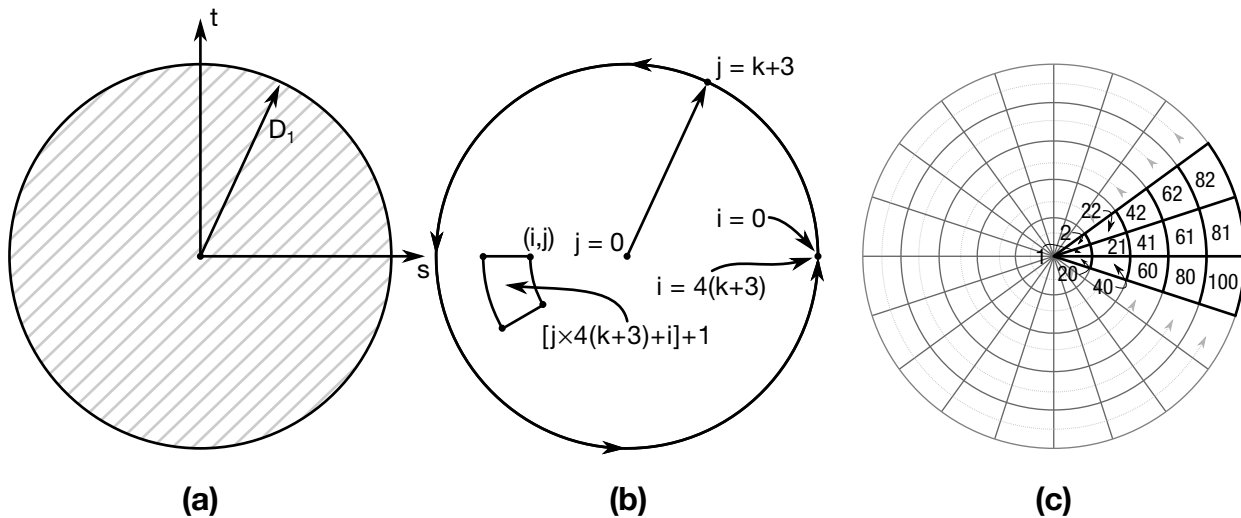 t
D1
s
(a)
j = k+3
i = 0
(i,j)
j = 0
i = 4(k+3)
[j×4(k+3)+i]+1
(b)
82
62
22
42
2
81
61
41
21
1
20
40
60
80
100
(c)